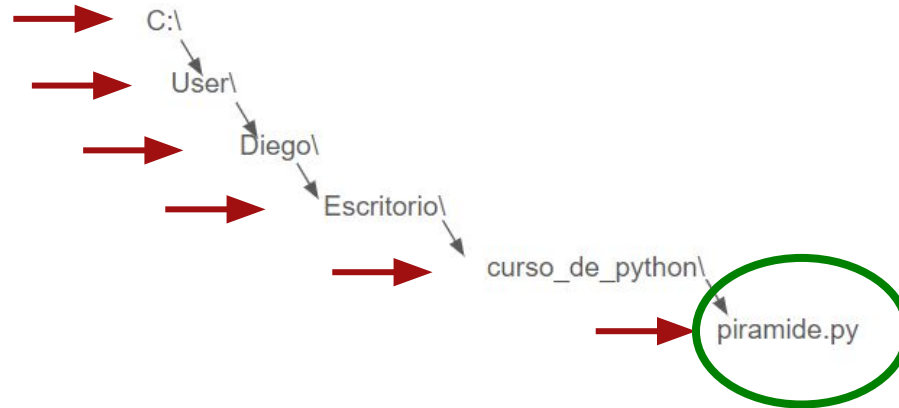 C:\
User\
Diego\
Escritorio\
curso_de_python\
piramide.py